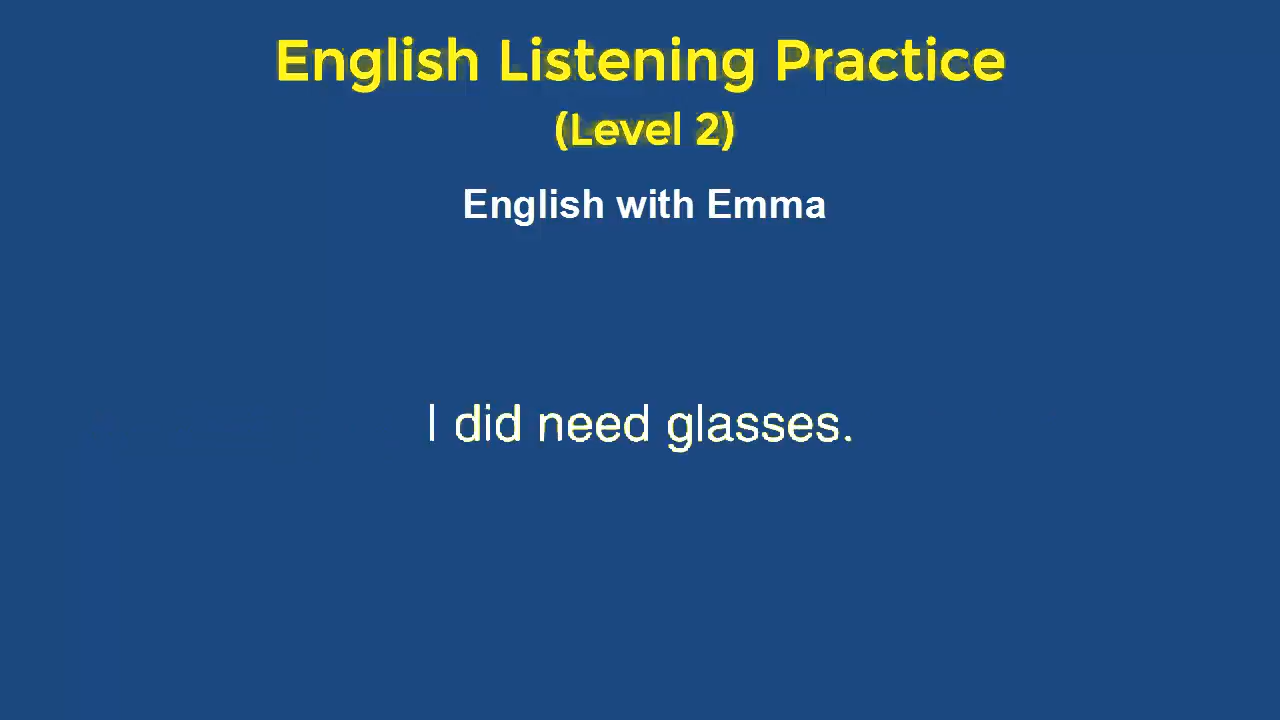 English Listening Practice
(Level 2)
English with Emma
I did need glasses.